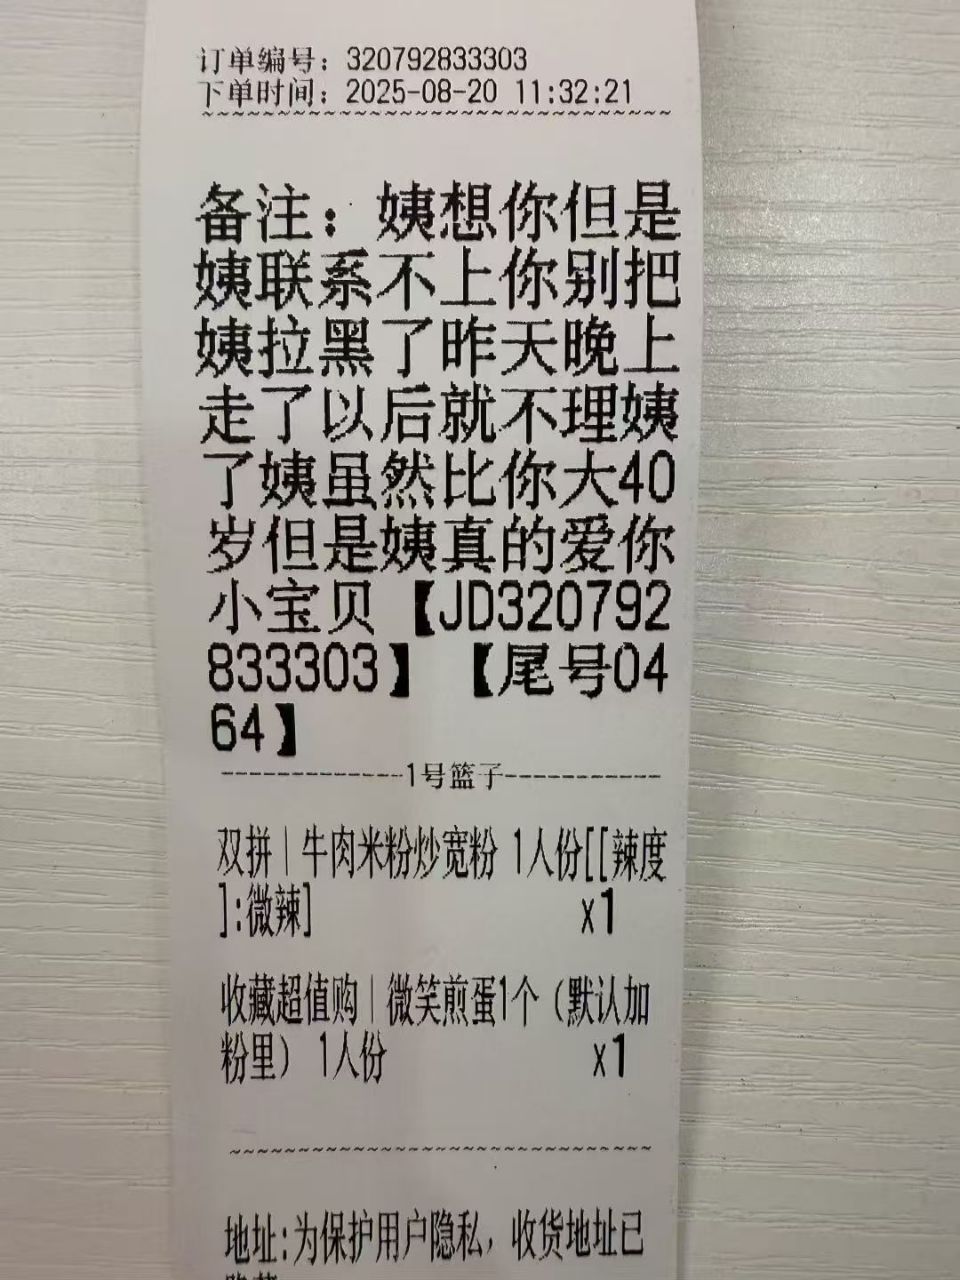 订单编号：320792833303
下单时间：2025-08-20 11:32:21
备注：姨想你但是
姨联系不上你别把
姨拉黑了昨天晚上
走了以后就不理姨
了姨虽然比你大40
岁但是姨真的爱你
小宝贝【JD320792
833303】【尾号04
64】
1号篮子
双拼｜牛肉米粉炒宽粉 1人份[[辣度
]:微辣] x1
收藏超值购｜微笑煎蛋1个（默认加
粉里） 1人份 x1
地址:为保护用户隐私，收货地址已